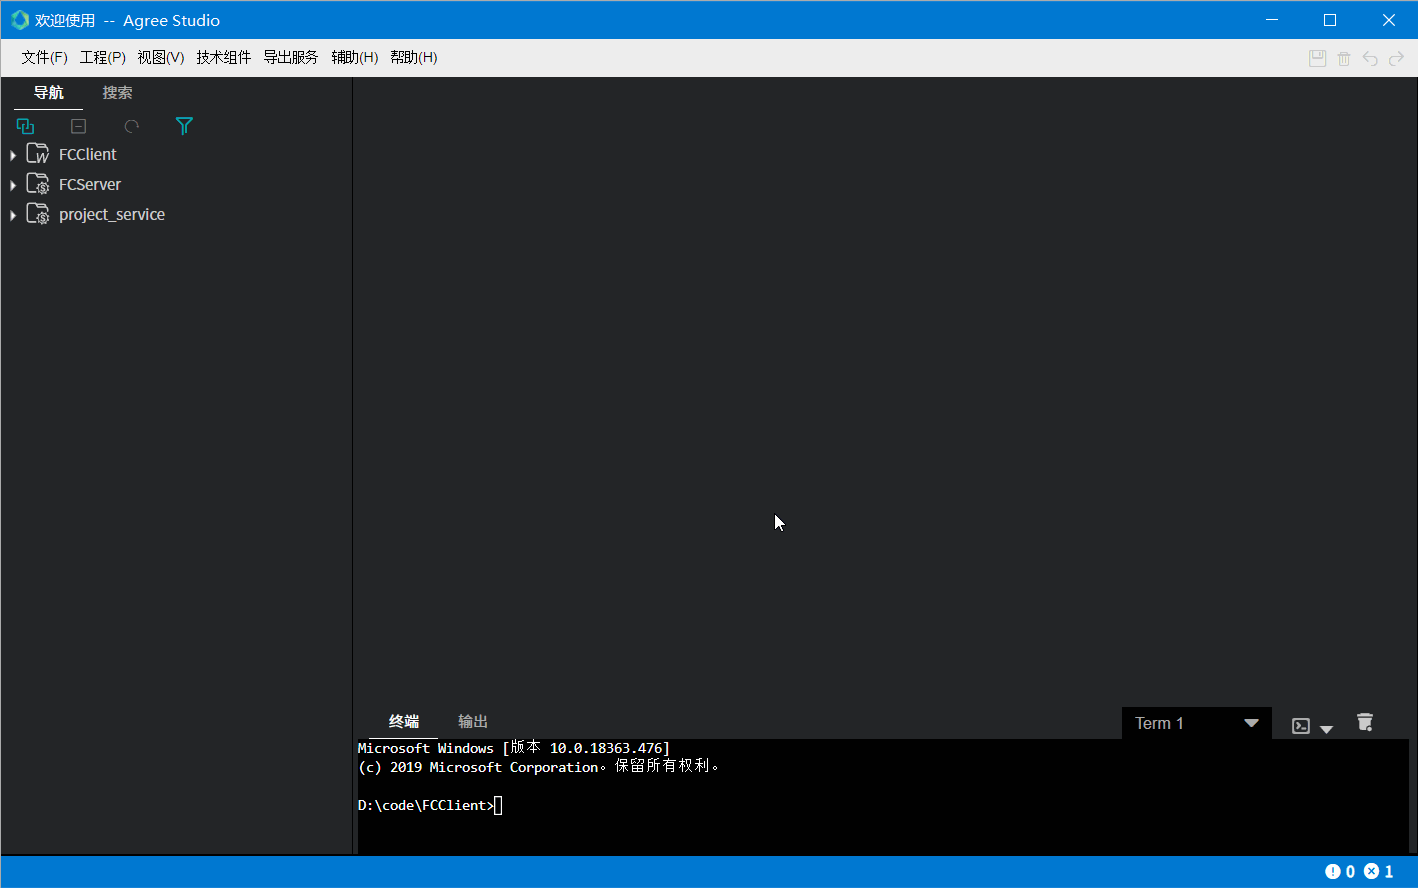 欢迎使用 -- Agree Studio
文件(F) 工程(P) 视图(V) 技术组件 导出服务 辅助(H) 帮助(H)
导航 搜索
FCClient
FCServer
project_service
终端 输出 Term 1
Microsoft Windows [版本 10.0.18363.476]
(c) 2019 Microsoft Corporation。保留所有权利。
D:\code\FCClient>
0 1